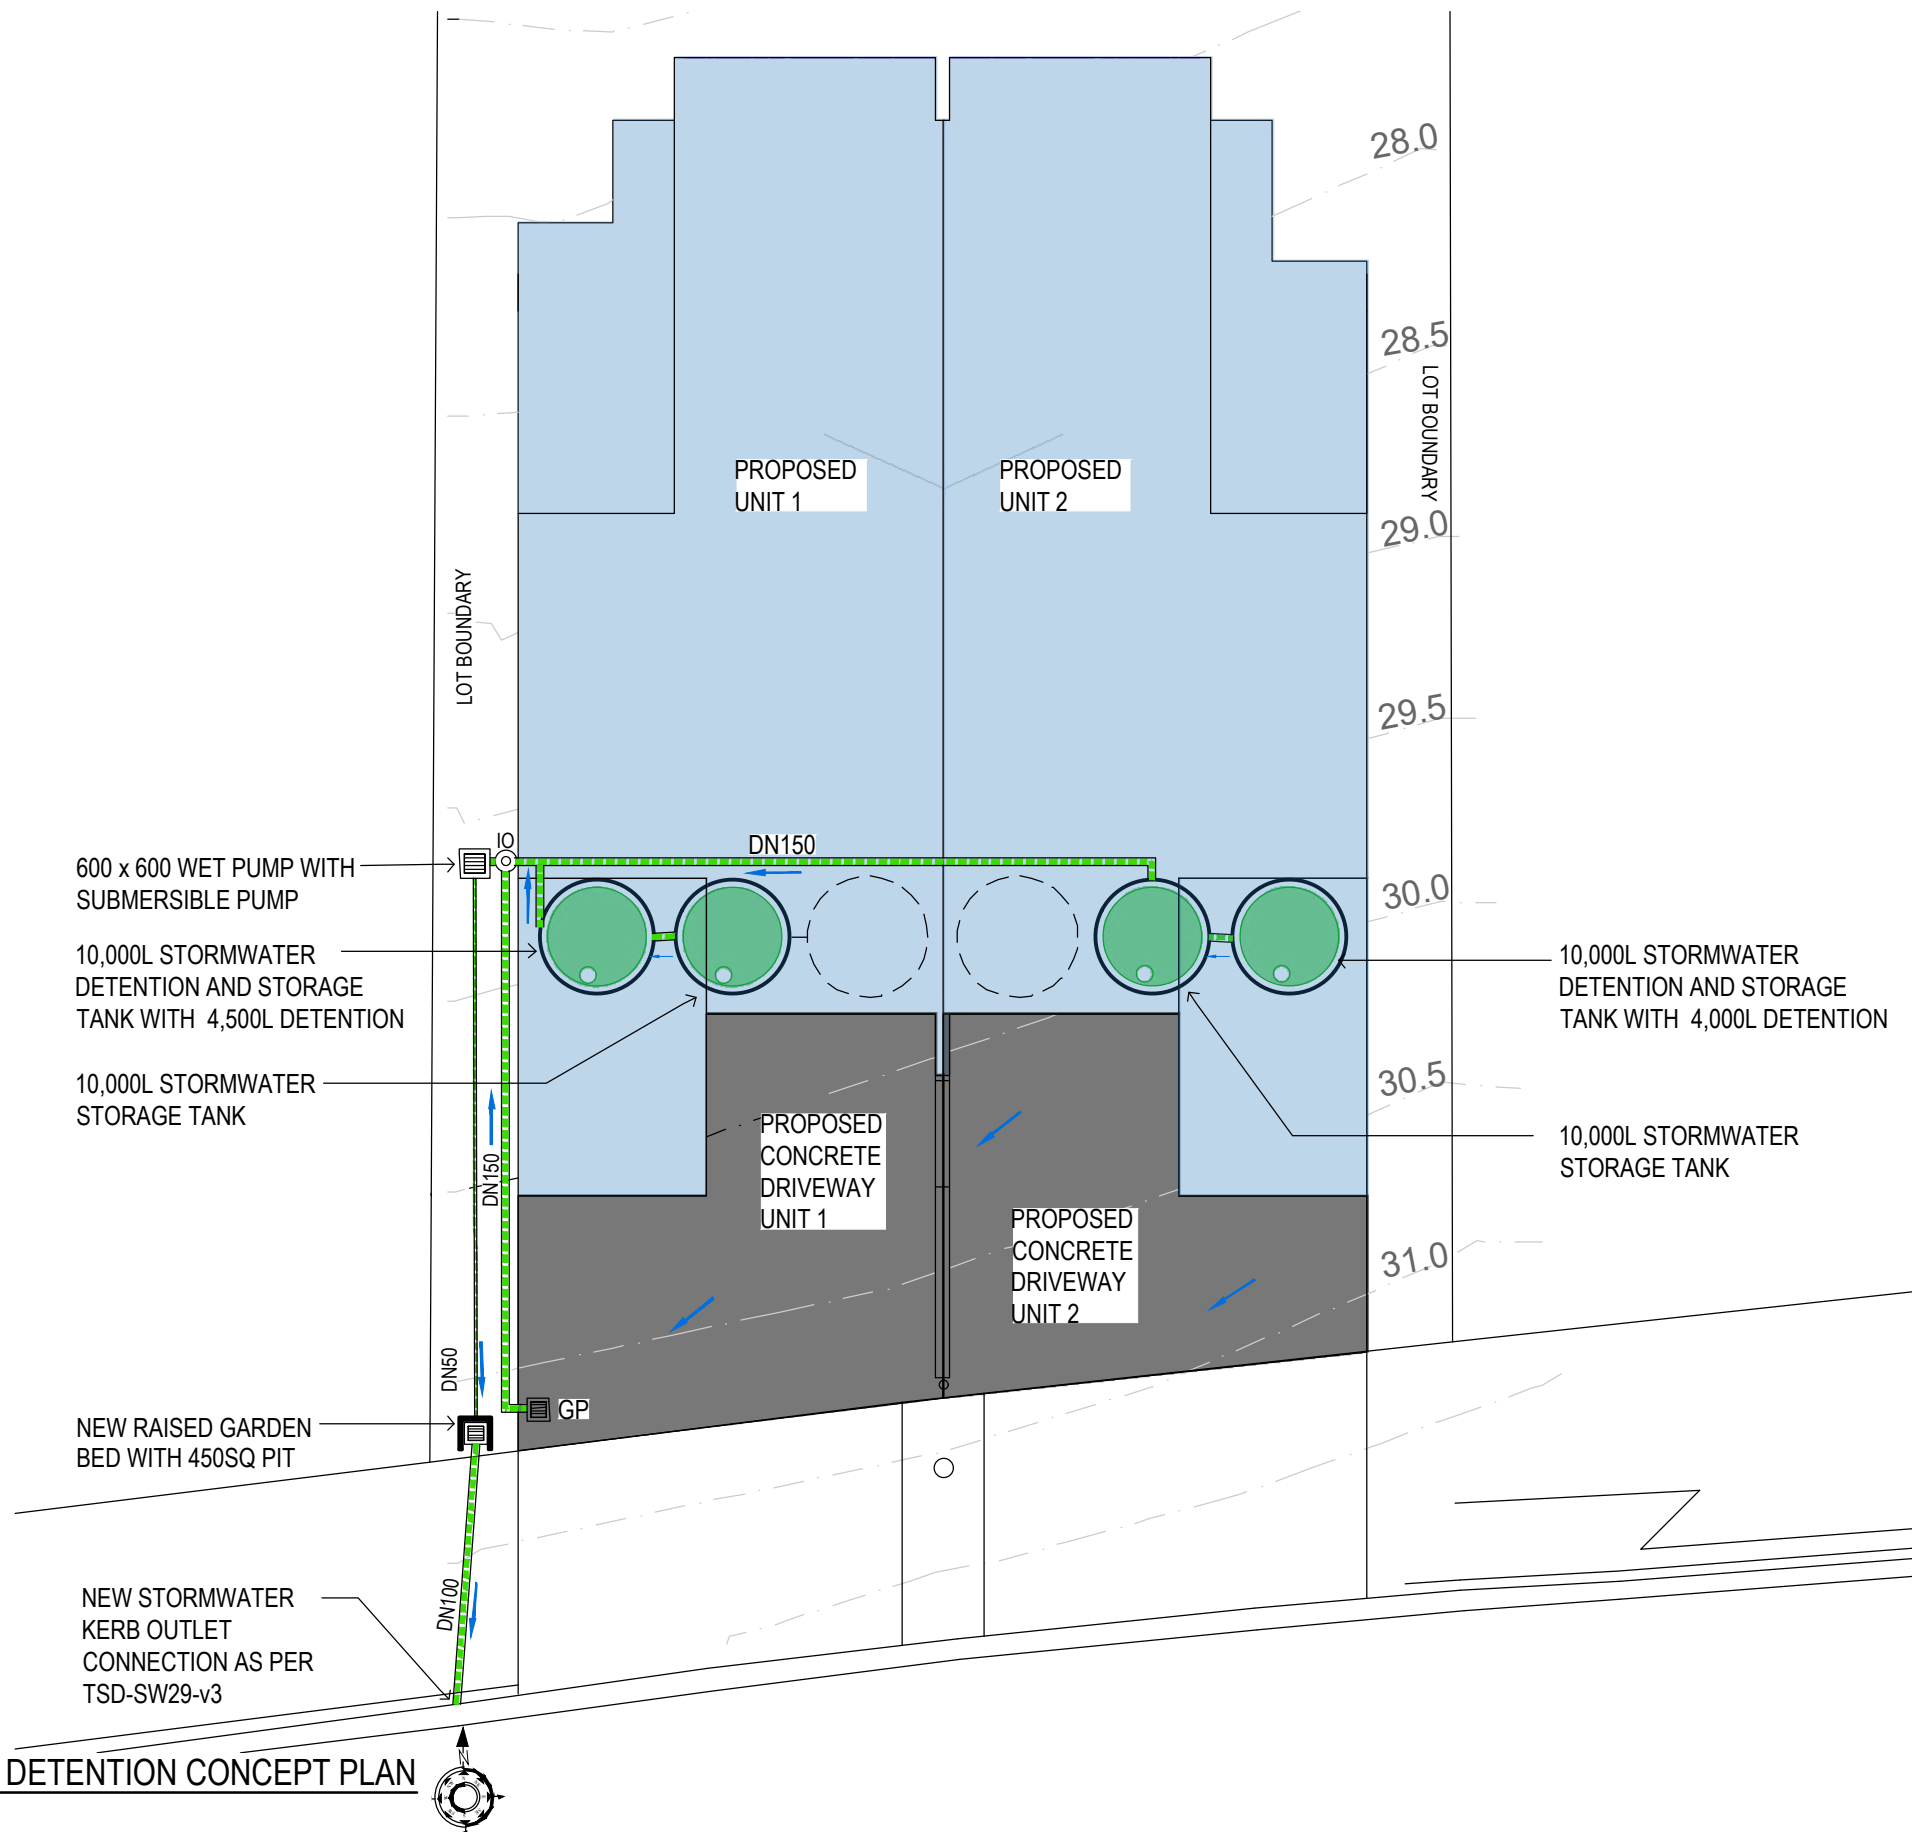 28.0
28.5
LOT BOUNDARY
PROPOSED
UNIT 1
PROPOSED
UNIT 2
29.0
LOT BOUNDARY
29.5
IO
DN150
600 x 600 WET PUMP WITH
SUBMERSIBLE PUMP
30.0
10,000L STORMWATER
DETENTION AND STORAGE
TANK WITH 4,500L DETENTION
10,000L STORMWATER
DETENTION AND STORAGE
TANK WITH 4,000L DETENTION
10,000L STORMWATER
STORAGE TANK
30.5
PROPOSED
CONCRETE
DRIVEWAY
UNIT 1
10,000L STORMWATER
STORAGE TANK
DN150
PROPOSED
CONCRETE
DRIVEWAY
UNIT 2
31.0
DN50
GP
NEW RAISED GARDEN
BED WITH 450SQ PIT
NEW STORMWATER
KERB OUTLET
CONNECTION AS PER
TSD-SW29-v3
DN100
DETENTION CONCEPT PLAN
N